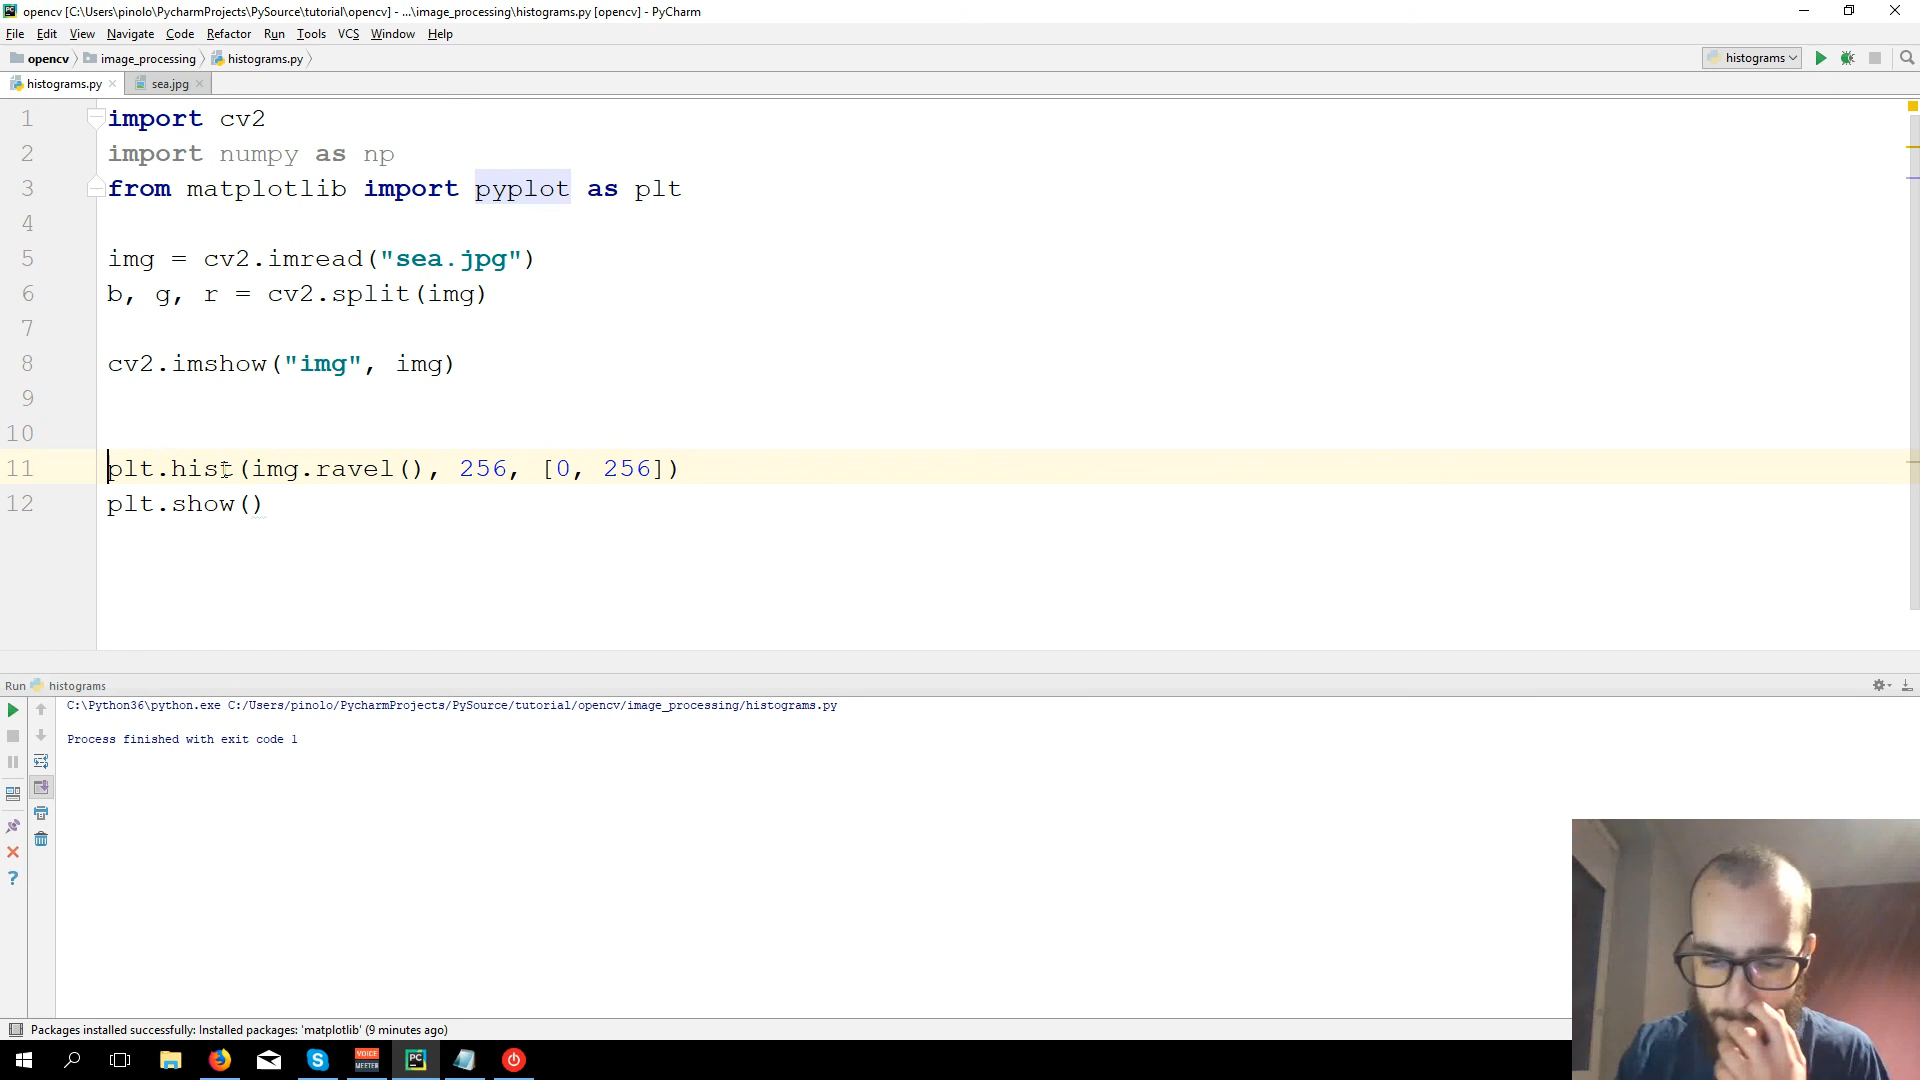 opencv [C:\Users\pinolo\PycharmProjects\PySource\tutorial\opencv] - ...\image_processing\histograms.py [opencv] - PyCharm
File Edit View Navigate Code Refactor Run Tools VCS Window Help
opencv image_processing histograms.py histograms
histograms.py sea.jpg
1 import cv2
2 import numpy as np
3 from matplotlib import pyplot as plt
4
5 img = cv2.imread("sea.jpg")
6 b, g, r = cv2.split(img)
7
8 cv2.imshow("img", img)
9
10
11 plt.hist(img.ravel(), 256, [0, 256])
12 plt.show()
Run histograms
C:\Python36\python.exe C:/Users/pinolo/PycharmProjects/PySource/tutorial/opencv/image_processing/histograms.py
Process finished with exit code 1
Packages installed successfully: Installed packages: 'matplotlib' (9 minutes ago)
VOICE
MEETER
PC